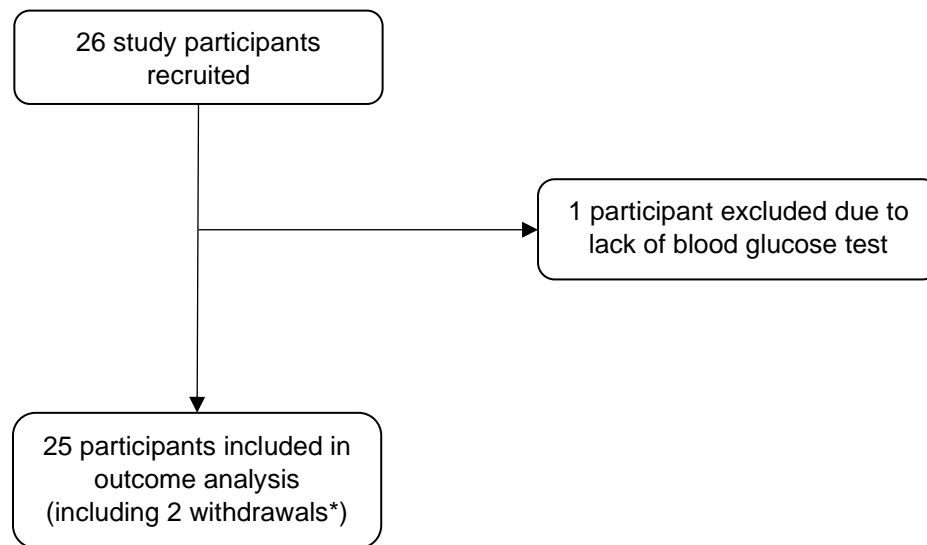 26 study participants
recruited
1 participant excluded due to
lack of blood glucose test
25 participants included in
outcome analysis
(including 2 withdrawals*)